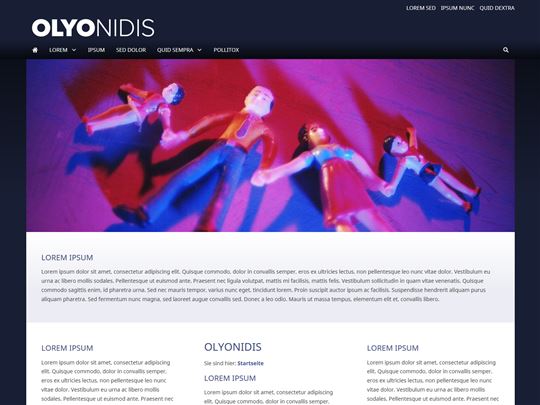 LOREM SED IPSUM NUNC QUID DEXTRA
OLYONIDIS
LOREM IPSUM SED DOLOR QUID SEMPRA POLLITOX
LOREM IPSUM
Lorem ipsum dolor sit amet, consectetur adipiscing elit. Quisque commodo, dolor in convallis semper, eros ex ultricies lectus, non pellentesque leo nunc vitae dolor. Vestibulum eu
urna ac libero mollis euismod. Pellentesque ut euismod ante. Praesent nec ligula volutpat, mattis mi facilisis, mattis felis. Vestibulum sollicitudin in quam vitae venenatis. Quisque
commodo sagittis enim, id pharetra urna. Sed nec mauris tempor, varius nunc eget, tincidunt lorem. Proin suscipit auctor ipsum ac facilisis. Suspendisse hendrerit aliquam purus
aliquam pharetra. Sed fermentum nunc magna, sed laoreet augue convallis sed. Donec a leo odio. Mauris ut massa tempus, elementum elit et, convallis libero.
LOREM IPSUM
Lorem ipsum dolor sit amet,
consectetur adipiscing elit. Quisque
commodo, dolor in convallis semper,
eros ex ultricies lectus, non
pellentesque leo nunc vitae dolor.
Vestibulum eu urna ac libero mollis
sodales. Pellentesque ut euismod
ante. Praesent nec
OLYONIDIS
Sie sind hier: Startseite
LOREM IPSUM
Lorem ipsum dolor sit amet, consectetur adipiscing elit.
Quisque commodo, dolor in convallis semper, eros ex
LOREM IPSUM
Lorem ipsum dolor sit amet,
consectetur adipiscing elit. Quisque
commodo, dolor in convallis semper,
eros ex ultricies lectus, non
pellentesque leo nunc vitae dolor.
sodales. Pellentesque ut euismod
ante. Praesent nec